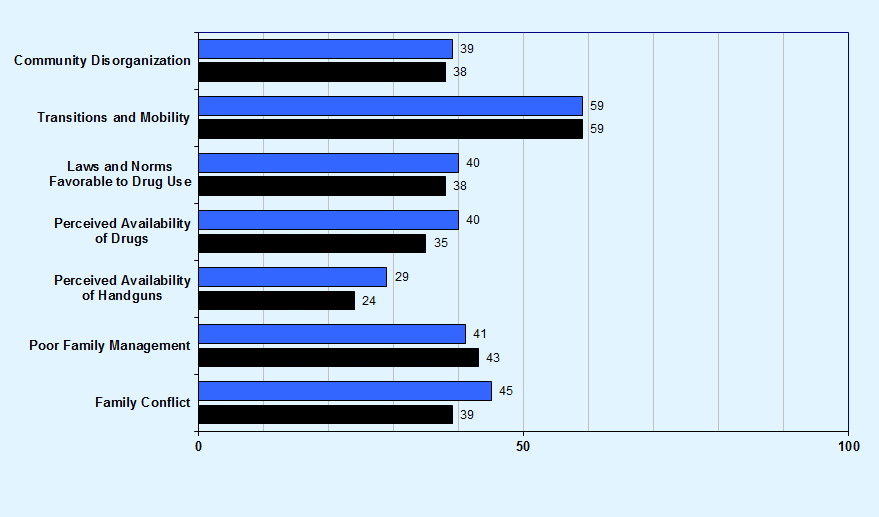 Community Disorganization
39
38
Transitions and Mobility
59
59
Laws and Norms
Favorable to Drug Use
40
38
Perceived Availability
of Drugs
40
35
Perceived Availability
of Handguns
29
24
Poor Family Management
41
43
Family Conflict
45
39
0
50
100